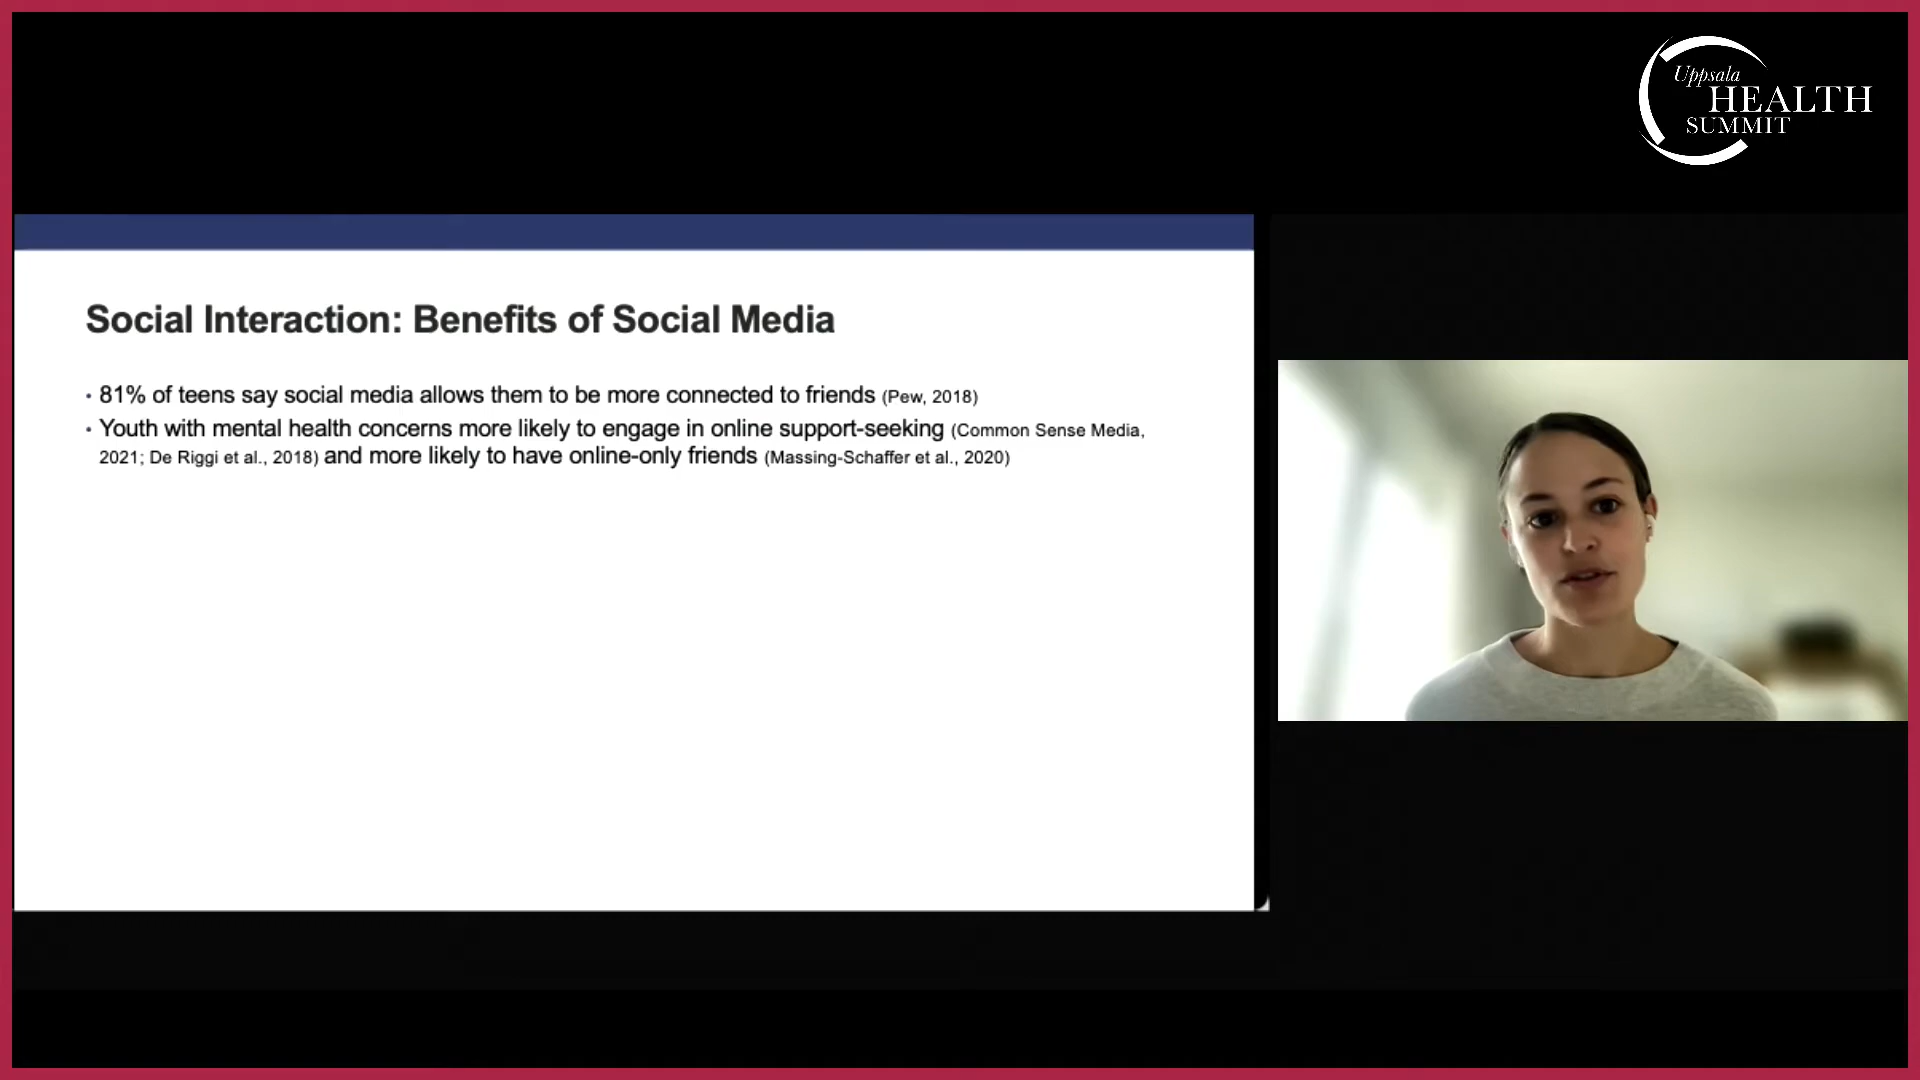 Uppsala
HEALTH
SUMMIT
Social Interaction: Benefits of Social Media
• 81% of teens say social media allows them to be more connected to friends (Pew, 2018)
• Youth with mental health concerns more likely to engage in online support-seeking (Common Sense Media,
2021; De Riggi et al., 2018) and more likely to have online-only friends (Massing-Schaffer et al., 2020)